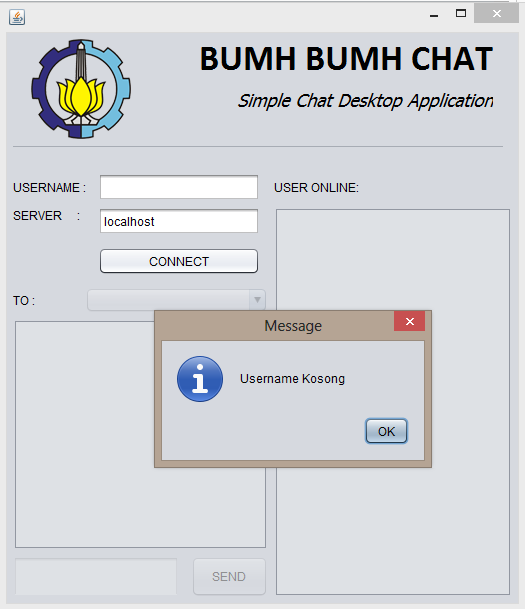 BUMH BUMH CHAT
Simple Chat Desktop Application
USERNAME :
USER ONLINE:
SERVER :
localhost
CONNECT
TO :
Message
Username Kosong
OK
SEND